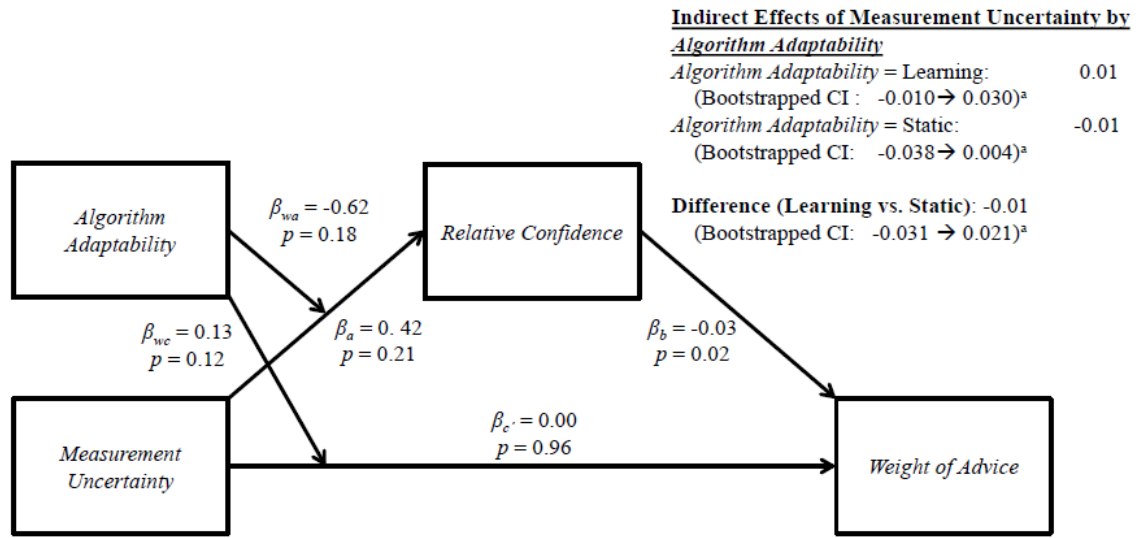 Indirect Effects of Measurement Uncertainty by
Algorithm Adaptability
Algorithm Adaptability = Learning: 0.01
(Bootstrapped CI : -0.010→ 0.030)ᵃ
Algorithm Adaptability = Static: -0.01
(Bootstrapped CI: -0.038 → 0.004)ᵃ
Difference (Learning vs. Static): -0.01
(Bootstrapped CI: -0.031 → 0.021)ᵃ
Algorithm
Adaptability
βwa = -0.62
p = 0.18
Relative Confidence
βwc = 0.13
p = 0.12
βa = 0. 42
p = 0.21
βb = -0.03
p = 0.02
Measurement
Uncertainty
βc´ = 0.00
p = 0.96
Weight of Advice